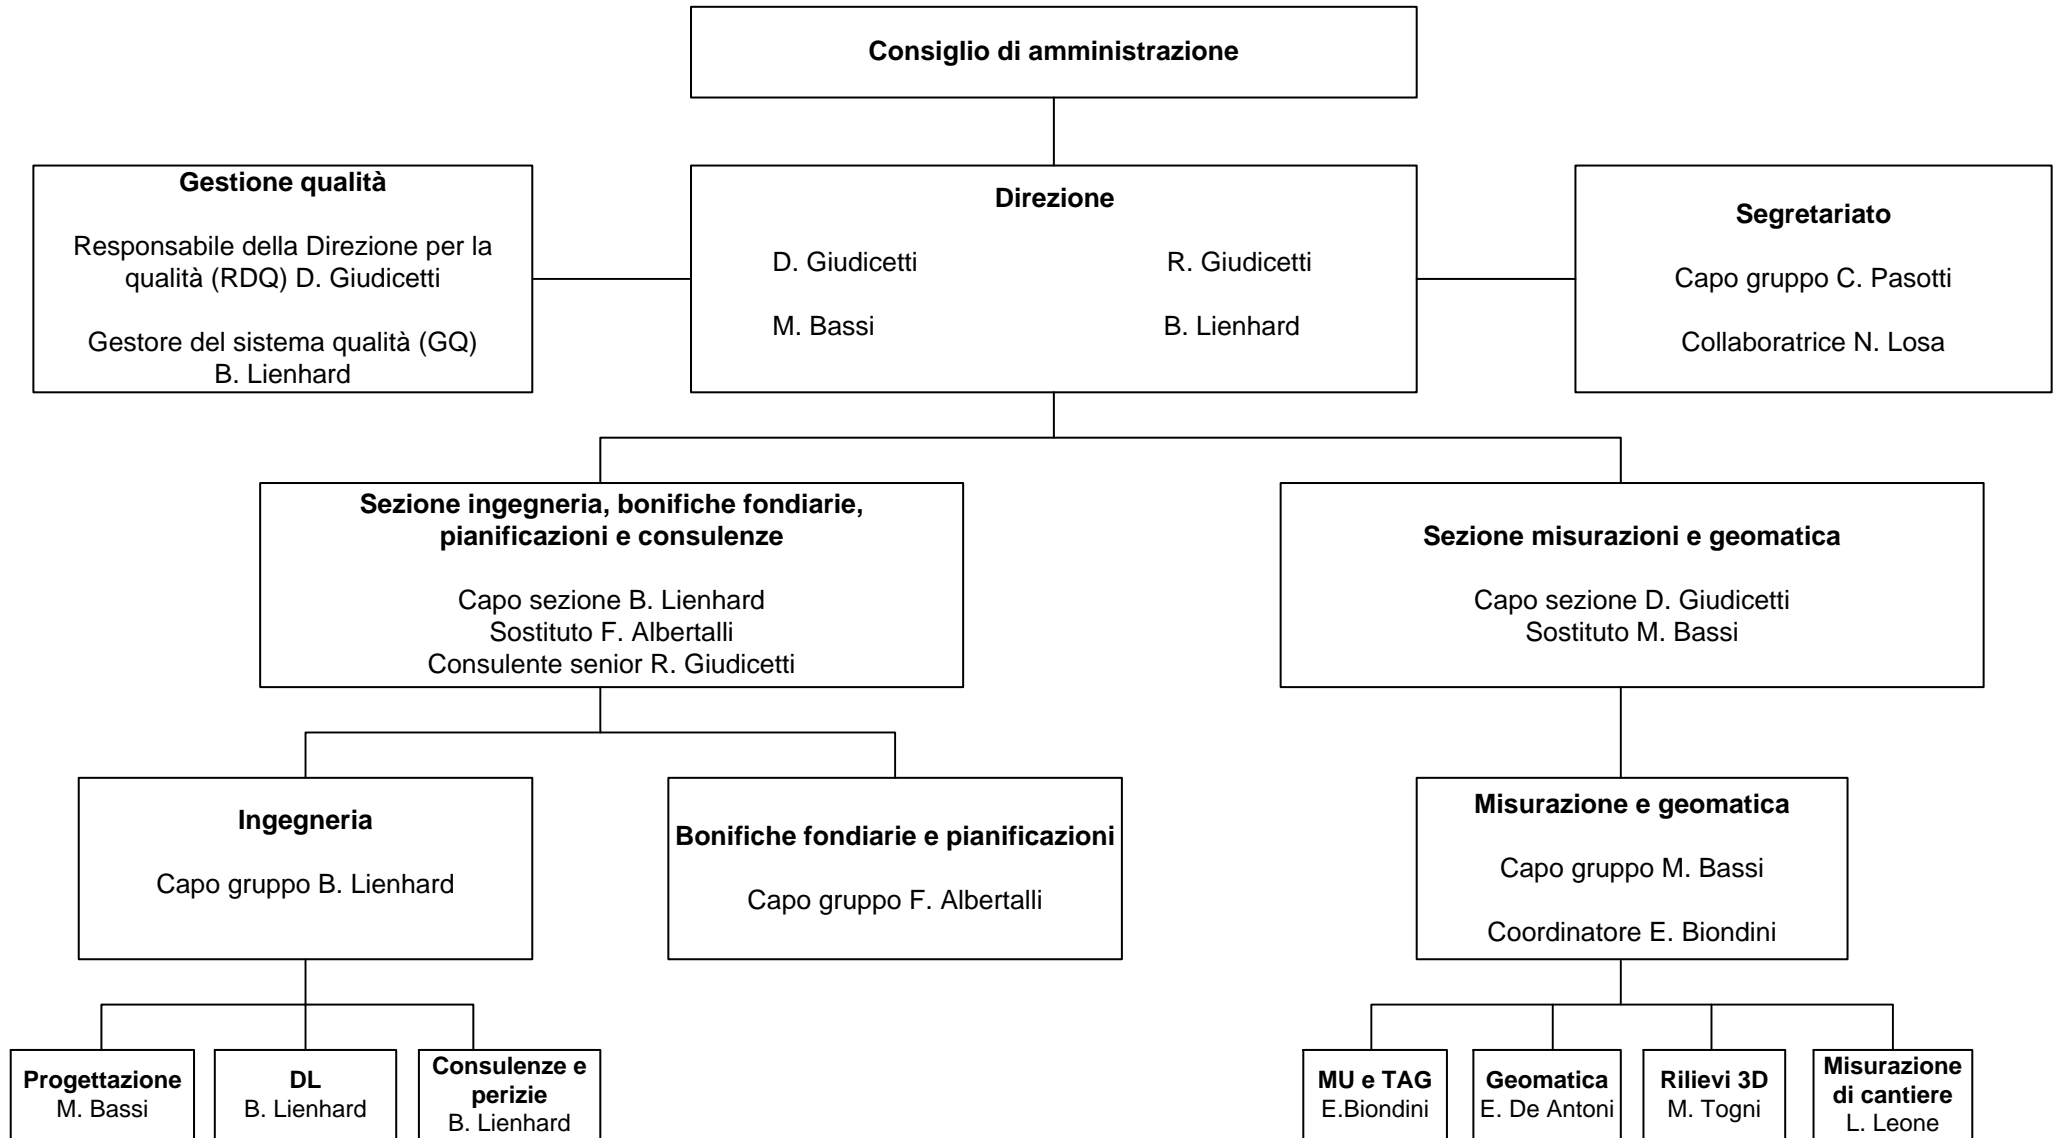 Consiglio di amministrazione
Gestione qualità
Responsabile della Direzione per la
qualità (RDQ) D. Giudicetti
Gestore del sistema qualità (GQ)
B. Lienhard
Direzione
D. Giudicetti
R. Giudicetti
M. Bassi
B. Lienhard
Segretariato
Capo gruppo C. Pasotti
Collaboratrice N. Losa
Sezione ingegneria, bonifiche fondiarie,
pianificazioni e consulenze
Capo sezione B. Lienhard
Sostituto F. Albertalli
Consulente senior R. Giudicetti
Sezione misurazioni e geomatica
Capo sezione D. Giudicetti
Sostituto M. Bassi
Ingegneria
Capo gruppo B. Lienhard
Bonifiche fondiarie e pianificazioni
Capo gruppo F. Albertalli
Misurazione e geomatica
Capo gruppo M. Bassi
Coordinatore E. Biondini
Progettazione
M. Bassi
DL
B. Lienhard
Consulenze e
perizie
B. Lienhard
MU e TAG
E.Biondini
Geomatica
E. De Antoni
Rilievi 3D
M. Togni
Misurazione
di cantiere
L. Leone